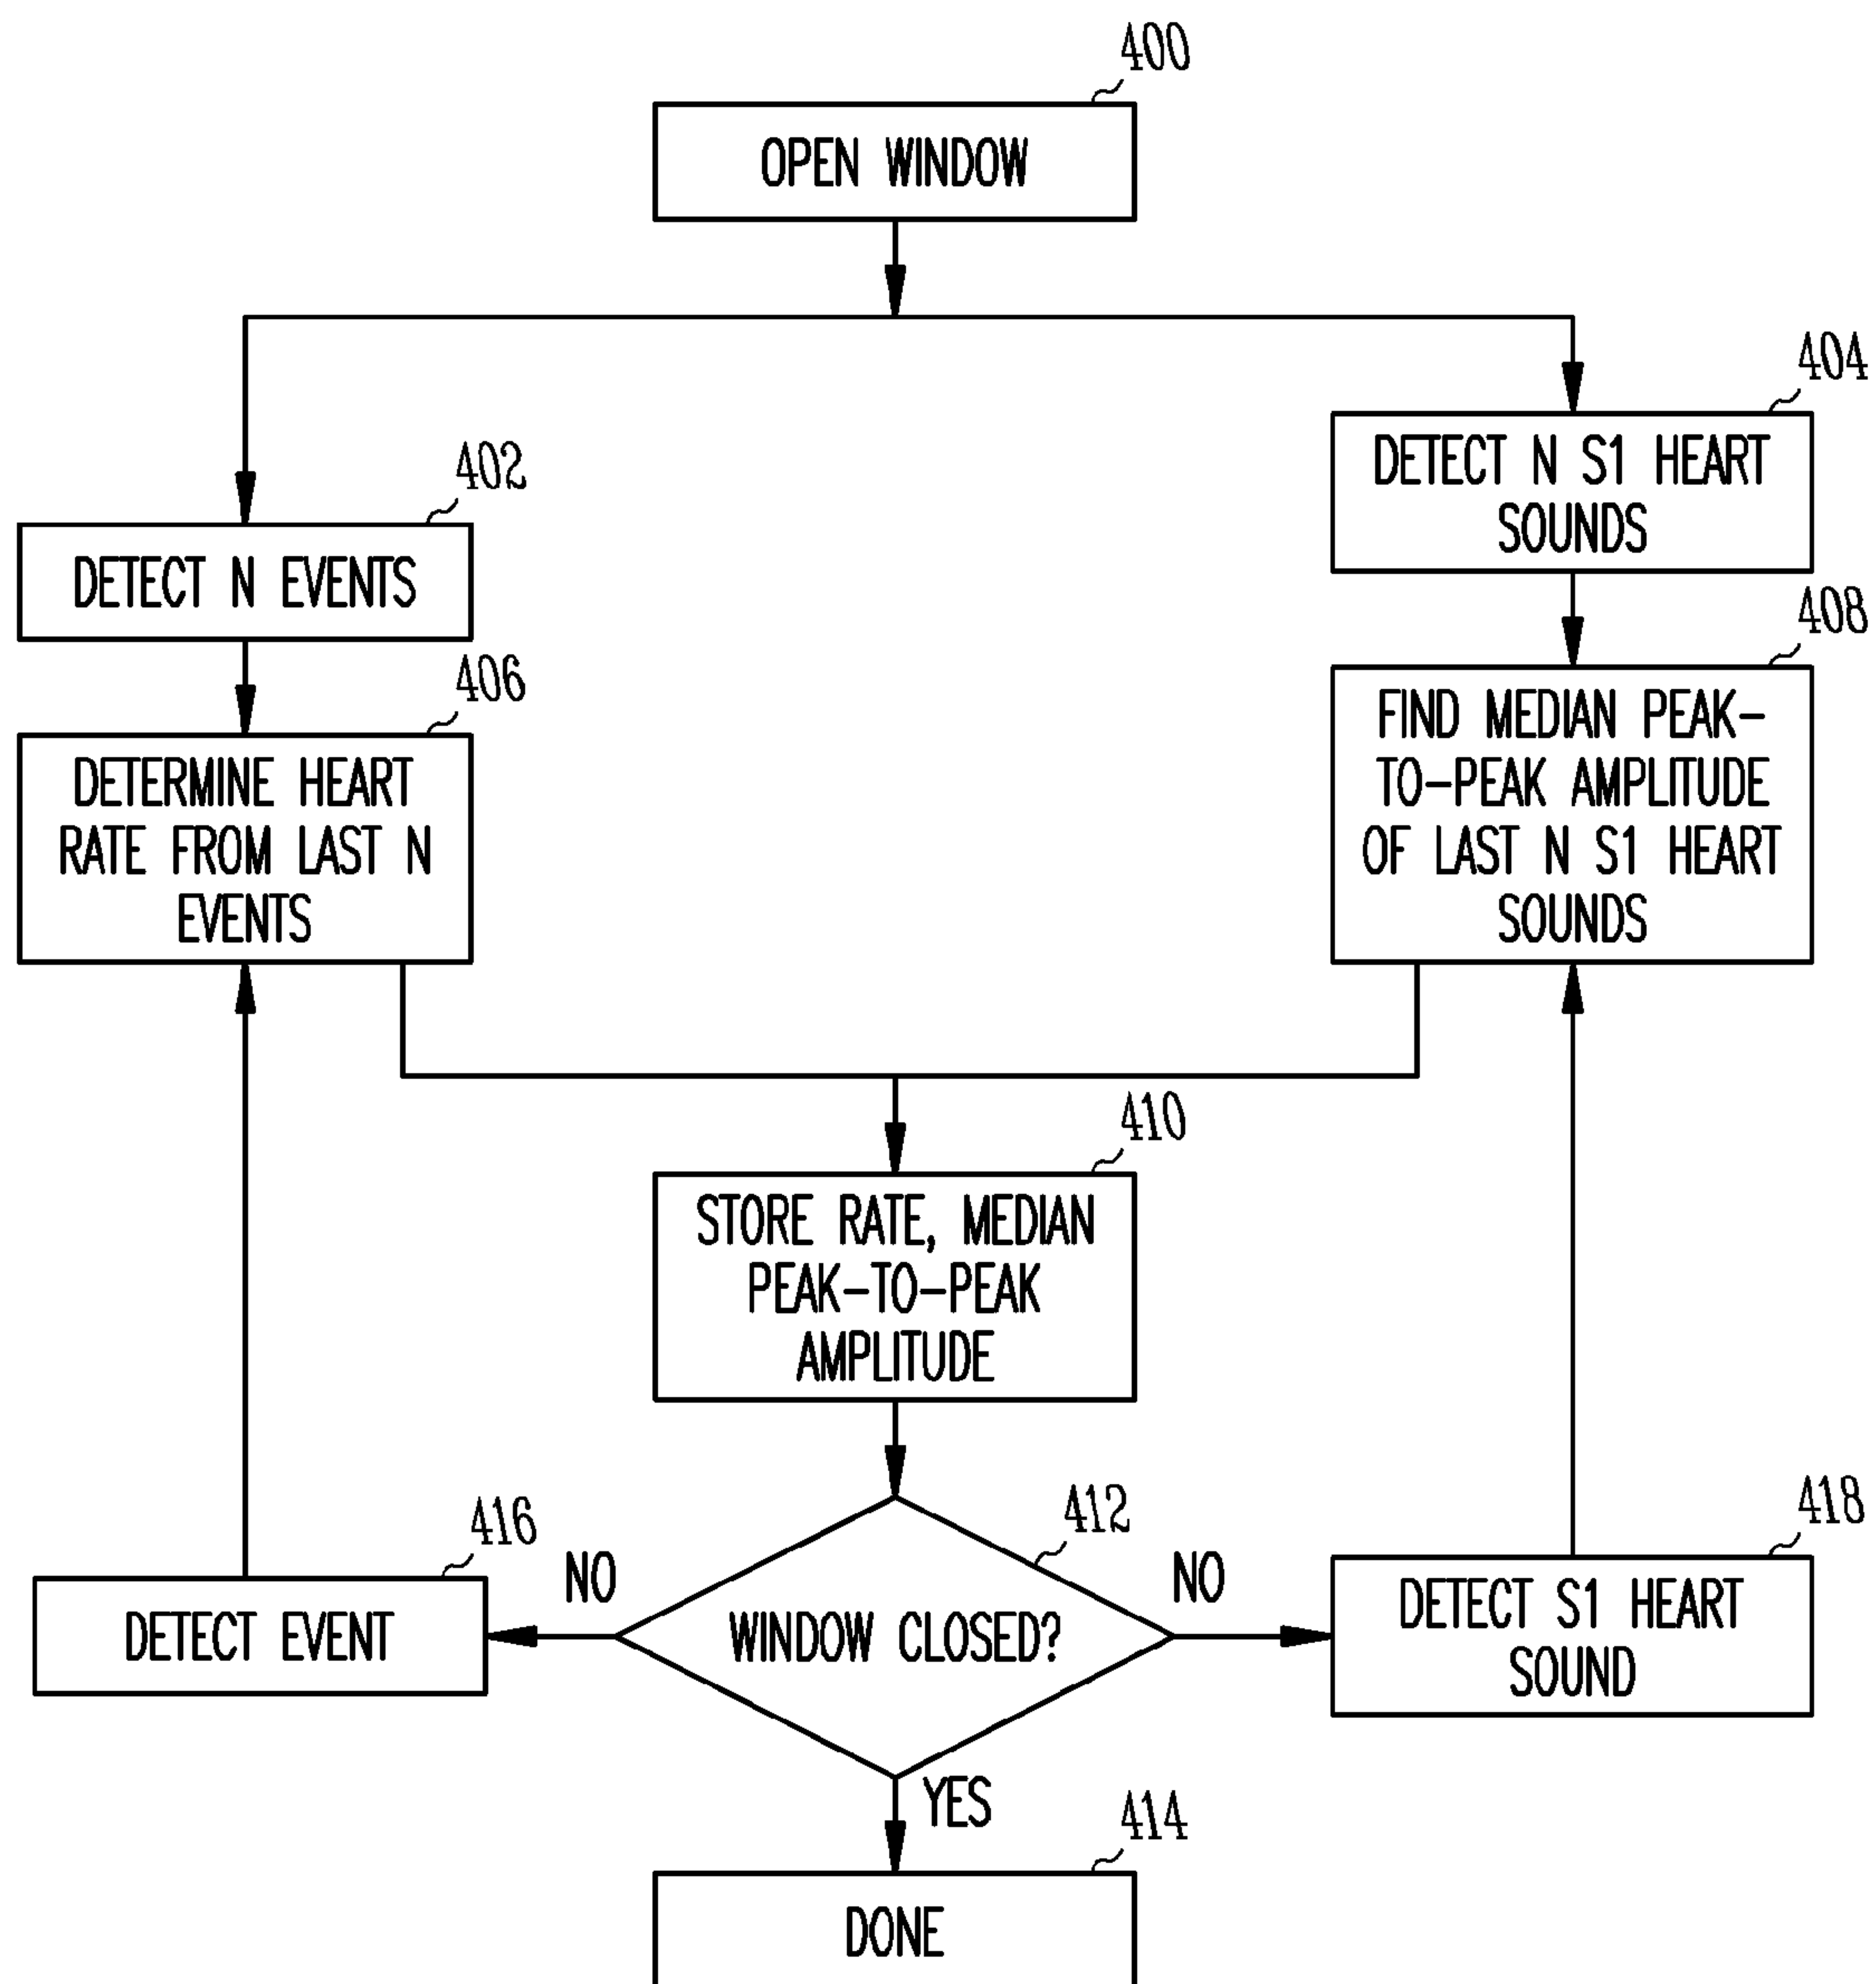 400
OPEN WINDOW
404
DETECT N S1 HEART
SOUNDS
402
DETECT N EVENTS
408
FIND MEDIAN PEAK-
TO-PEAK AMPLITUDE
OF LAST N S1 HEART
SOUNDS
406
DETERMINE HEART
RATE FROM LAST N
EVENTS
410
STORE RATE, MEDIAN
PEAK-TO-PEAK
AMPLITUDE
412
WINDOW CLOSED?
NO
NO
416
DETECT EVENT
418
DETECT S1 HEART
SOUND
YES
414
DONE